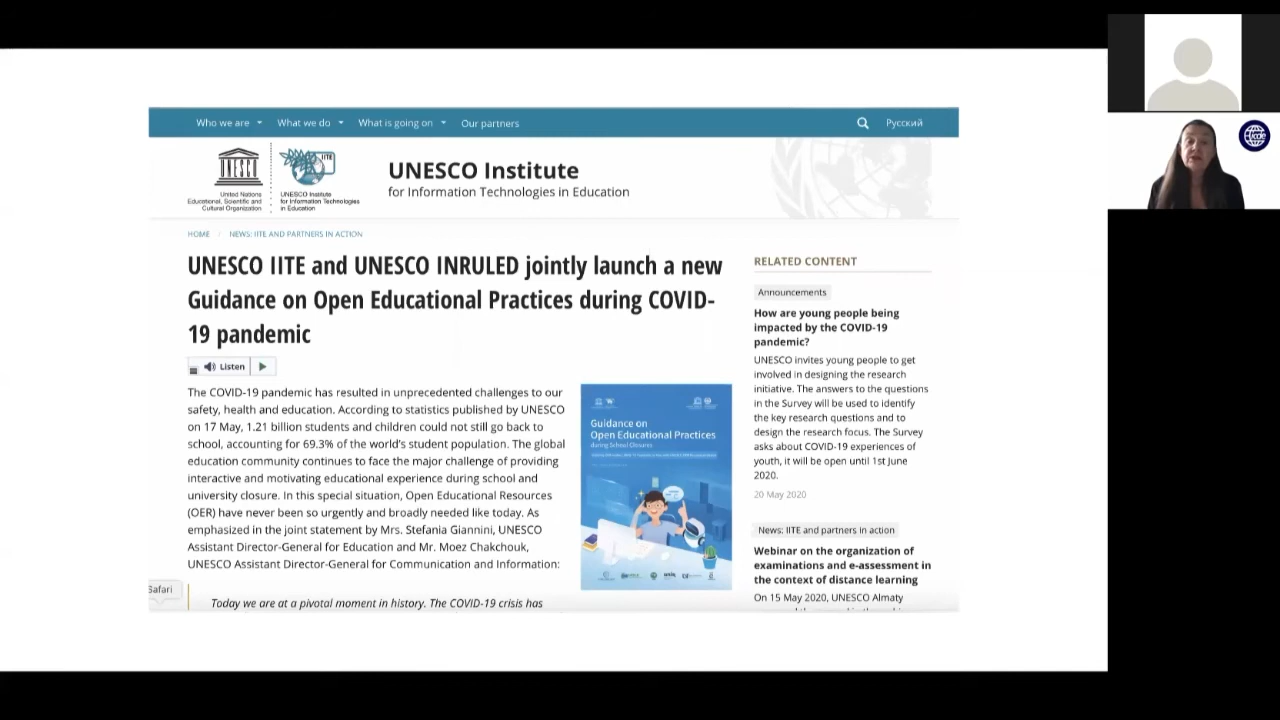 Who we are
What we do
What is going on
Our partners
Русский
UNESCO
United Nations
Educational, Scientific and
Cultural Organization
IITE
UNESCO Institute
for Information Technologies
in Education
UNESCO Institute
for Information Technologies in Education
HOME / NEWS: IITE AND PARTNERS IN ACTION
UNESCO IITE and UNESCO INRULED jointly launch a new
Guidance on Open Educational Practices during COVID-
19 pandemic
Listen
The COVID-19 pandemic has resulted in unprecedented challenges to our
safety, health and education. According to statistics published by UNESCO
on 17 May, 1.21 billion students and children could not still go back to
school, accounting for 69.3% of the world's student population. The global
education community continues to face the major challenge of providing
interactive and motivating educational experience during school and
university closure. In this special situation, Open Educational Resources
(OER) have never been so urgently and broadly needed like today. As
emphasized in the joint statement by Mrs. Stefania Giannini, UNESCO
Assistant Director-General for Education and Mr. Moez Chakchouk,
UNESCO Assistant Director-General for Communication and Information:
Today we are at a pivotal moment in history. The COVID-19 crisis has
Safari
Guidance on
Open Educational Practices
during School Closures
RELATED CONTENT
Announcements
How are young people being
impacted by the COVID-19
pandemic?
UNESCO invites young people to get
involved in designing the research
initiative. The answers to the questions
in the Survey will be used to identify
the key research questions and to
design the research focus. The Survey
asks about COVID-19 experiences of
youth, it will be open until 1st June
2020.
20 May 2020
News: IITE and partners in action
Webinar on the organization of
examinations and e-assessment in
the context of distance learning
On 15 May 2020, UNESCO Almaty
icde